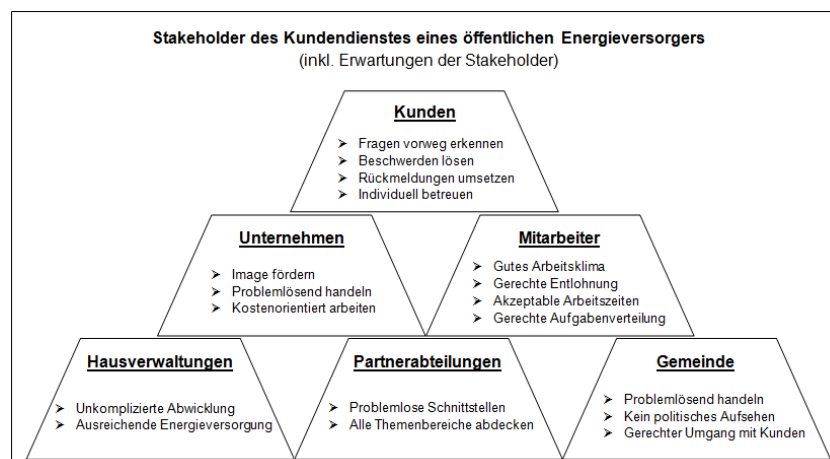 Stakeholder des Kundendienstes eines öffentlichen Energieversorgers
(inkl. Erwartungen der Stakeholder)
Kunden
➤ Fragen vorweg erkennen
➤ Beschwerden lösen
➤ Rückmeldungen umsetzen
➤ Individuell betreuen
Unternehmen
➤ Image fördern
➤ Problemlösend handeln
➤ Kostenorientiert arbeiten
Mitarbeiter
➤ Gutes Arbeitsklima
➤ Gerechte Entlohnung
➤ Akzeptable Arbeitszeiten
➤ Gerechte Aufgabenverteilung
Hausverwaltungen
➤ Unkomplizierte Abwicklung
➤ Ausreichende Energieversorgung
Partnerabteilungen
➤ Problemlose Schnittstellen
➤ Alle Themenbereiche abdecken
Gemeinde
➤ Problemlösend handeln
➤ Kein politisches Aufsehen
➤ Gerechter Umgang mit Kunden